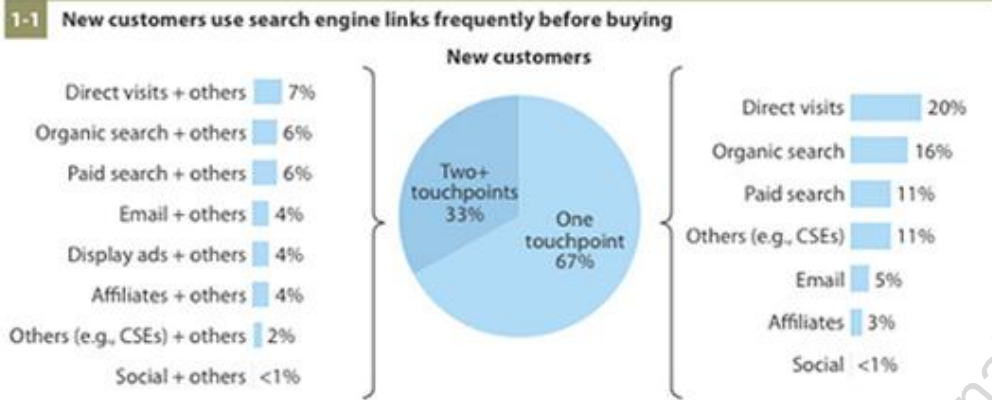 1-1 New customers use search engine links frequently before buying
New customers
Direct visits + others 7%
Organic search + others 6%
Paid search + others 6%
Email + others 4%
Display ads + others 4%
Affiliates + others 4%
Others (e.g., CSEs) + others 2%
Social + others <1%
Two+
touchpoints
33%
One
touchpoint
67%
Direct visits 20%
Organic search 16%
Paid search 11%
Others (e.g., CSEs) 11%
Email 5%
Affiliates 3%
Social <1%